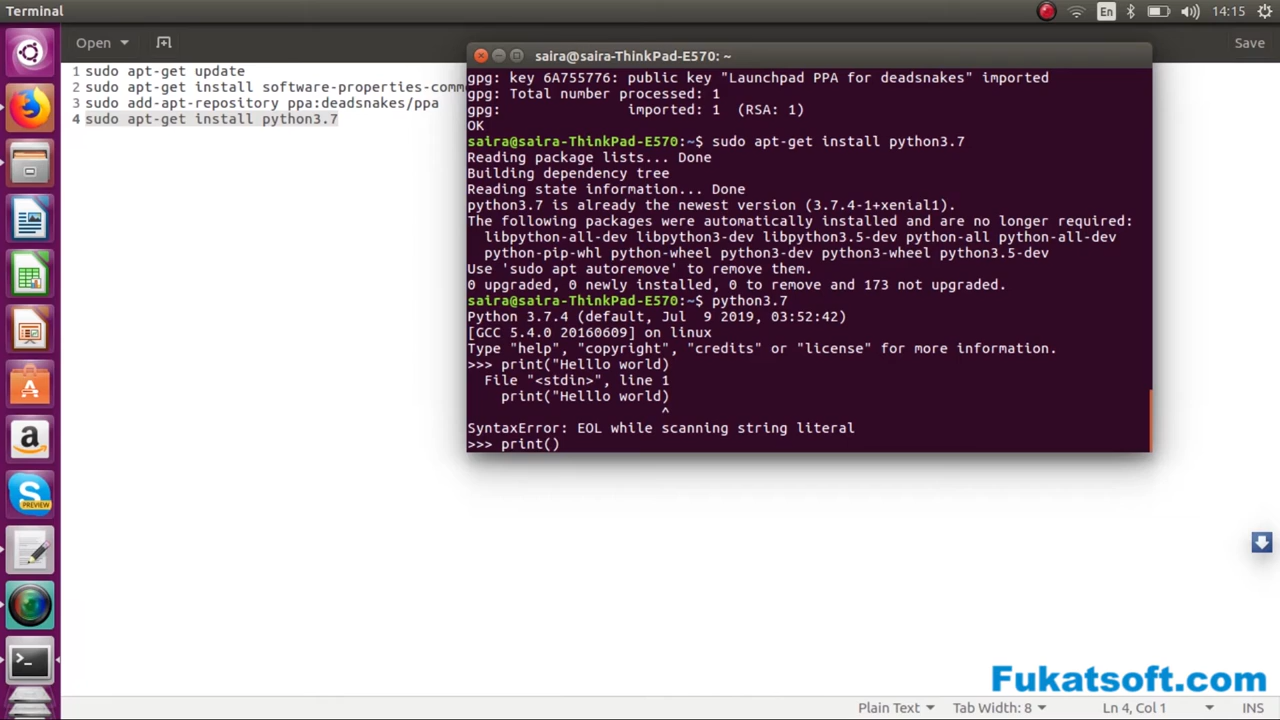 Terminal
En
14:15
Open
Save
1 sudo apt-get update
2 sudo apt-get install software-properties-comm
3 sudo add-apt-repository ppa:deadsnakes/ppa
4 sudo apt-get install python3.7
saira@saira-ThinkPad-E570: ~
gpg: key 6A755776: public key "Launchpad PPA for deadsnakes" imported
gpg: Total number processed: 1
gpg:               imported: 1  (RSA: 1)
OK
saira@saira-ThinkPad-E570:~$ sudo apt-get install python3.7
Reading package lists... Done
Building dependency tree
Reading state information... Done
python3.7 is already the newest version (3.7.4-1+xenial1).
The following packages were automatically installed and are no longer required:
  libpython-all-dev libpython3-dev libpython3.5-dev python-all python-all-dev
  python-pip-whl python-wheel python3-dev python3-wheel python3.5-dev
Use 'sudo apt autoremove' to remove them.
0 upgraded, 0 newly installed, 0 to remove and 173 not upgraded.
saira@saira-ThinkPad-E570:~$ python3.7
Python 3.7.4 (default, Jul  9 2019, 03:52:42)
[GCC 5.4.0 20160609] on linux
Type "help", "copyright", "credits" or "license" for more information.
>>> print("Helllo world)
  File "<stdin>", line 1
    print("Helllo world)
                       ^
SyntaxError: EOL while scanning string literal
>>> print()
a
S
PREVIEW
>_
Fukatsoft.com
Plain Text
Tab Width: 8
Ln 4, Col 1
INS